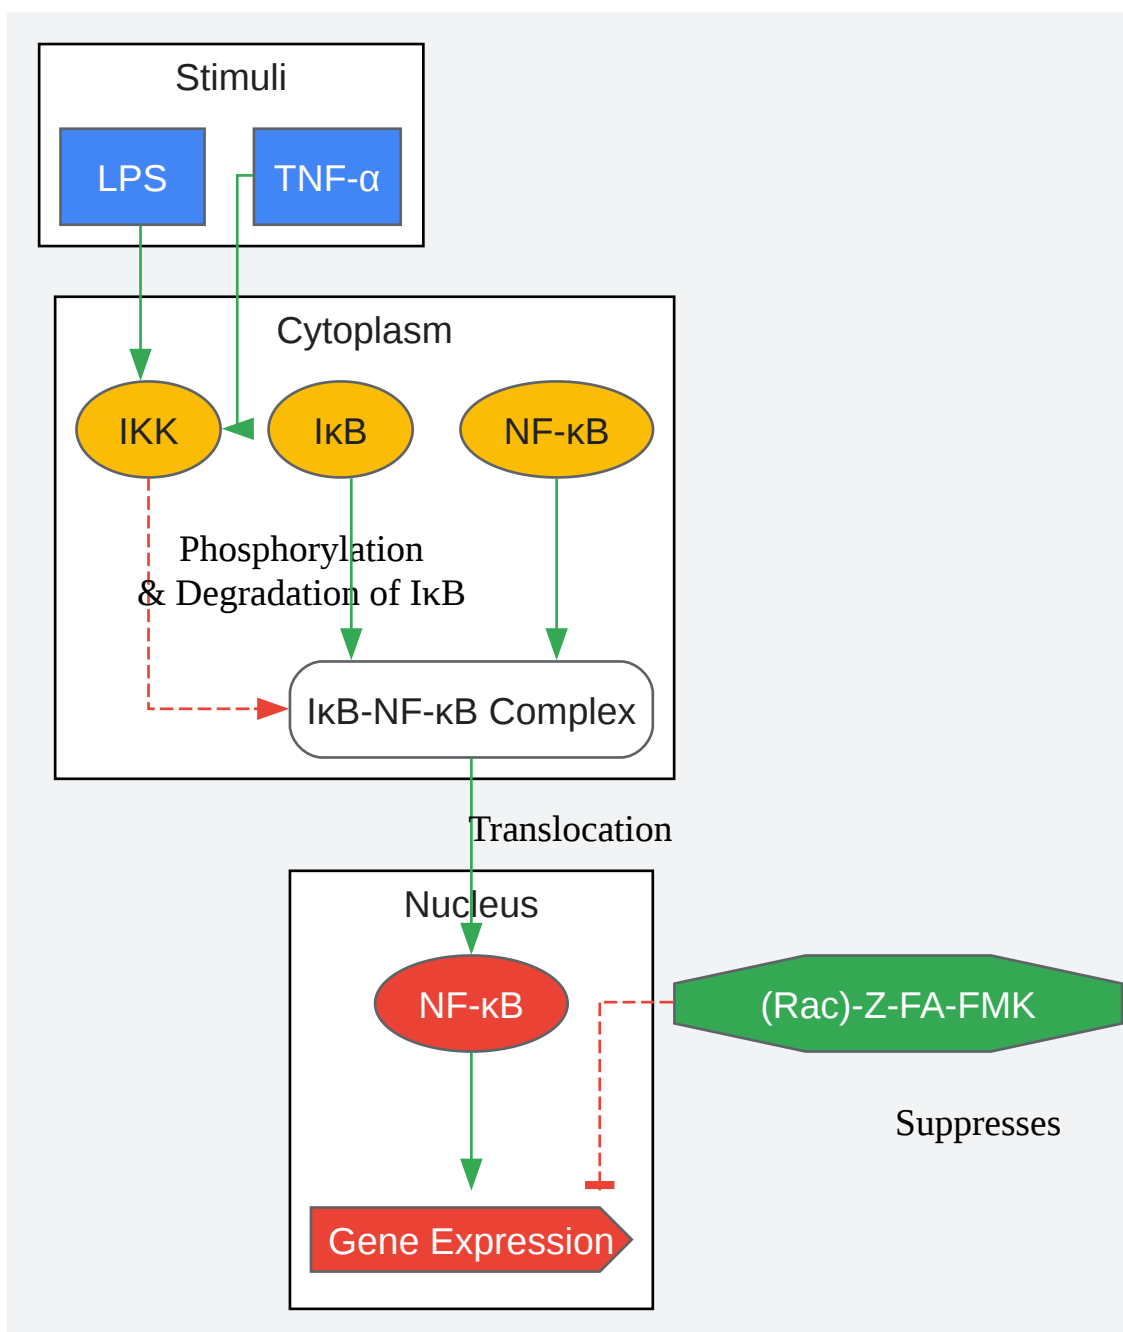 Stimuli
LPS
TNF-α
Cytoplasm
IKK
IκB
NF-κB
Phosphorylation
& Degradation of IκB
IκB-NF-κB Complex
Translocation
Nucleus
NF-κB
(Rac)-Z-FA-FMK
Suppresses
Gene Expression